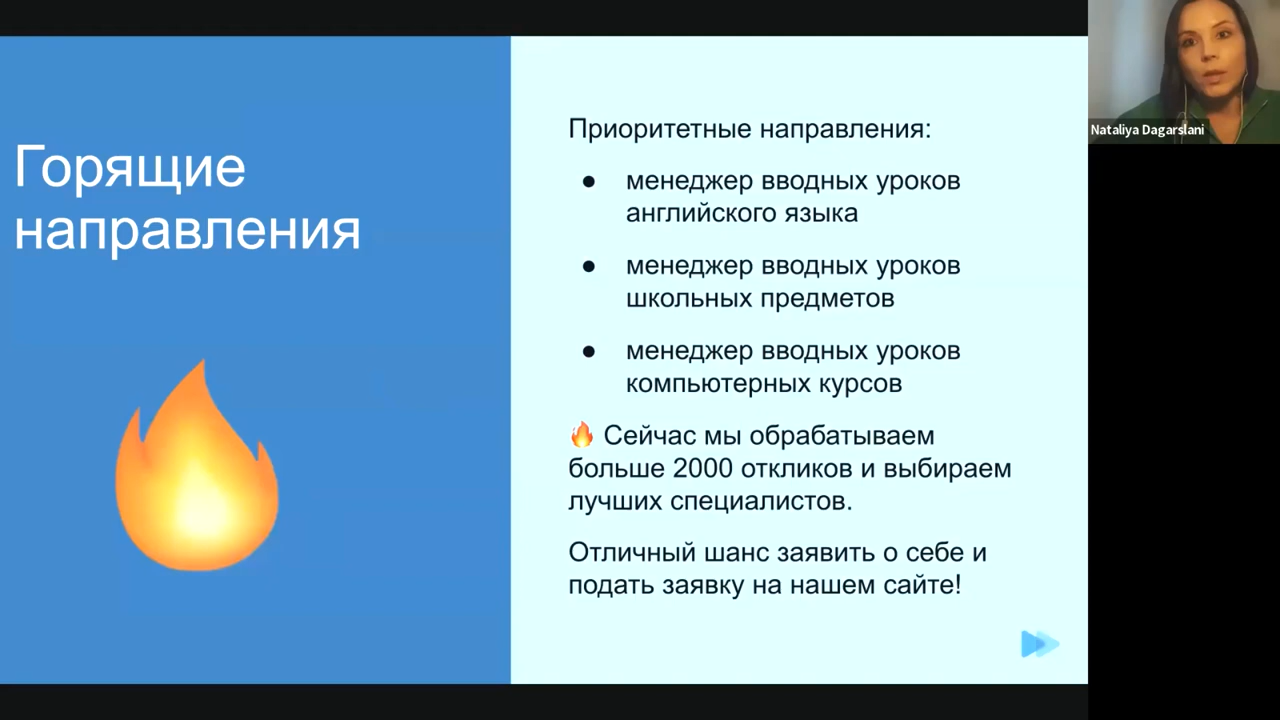 Горящие
направления
Приоритетные направления:
● менеджер вводных уроков
английского языка
● менеджер вводных уроков
школьных предметов
● менеджер вводных уроков
компьютерных курсов
🔥 Сейчас мы обрабатываем
больше 2000 откликов и выбираем
лучших специалистов.
Отличный шанс заявить о себе и
подать заявку на нашем сайте!
Nataliya Dagarslani